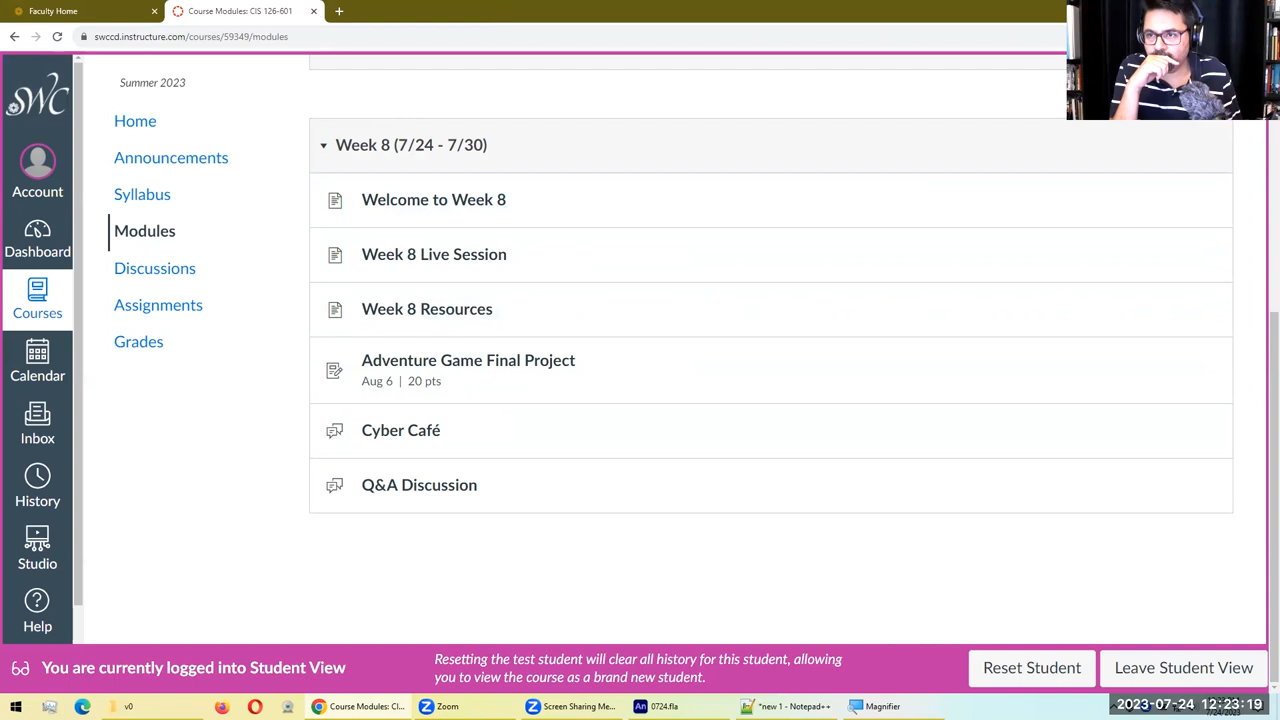 Faculty Home
Course Modules: CIS 126-601
swccd.instructure.com/courses/59349/modules
SWC
Account
Dashboard
Courses
Calendar
Inbox
History
Studio
Help
Summer 2023
Home
Announcements
Syllabus
Modules
Discussions
Assignments
Grades
Week 8 (7/24 - 7/30)
Welcome to Week 8
Week 8 Live Session
Week 8 Resources
Adventure Game Final Project
Aug 6 | 20 pts
Cyber Café
Q&A Discussion
You are currently logged into Student View
Resetting the test student will clear all history for this student, allowing
you to view the course as a brand new student.
Reset Student
Leave Student View
v0
Course Modules: CI...
Zoom
Screen Sharing Me...
An 0724.fla
*new 1 - Notepad++
Magnifier
2023-07-24 12:23:19